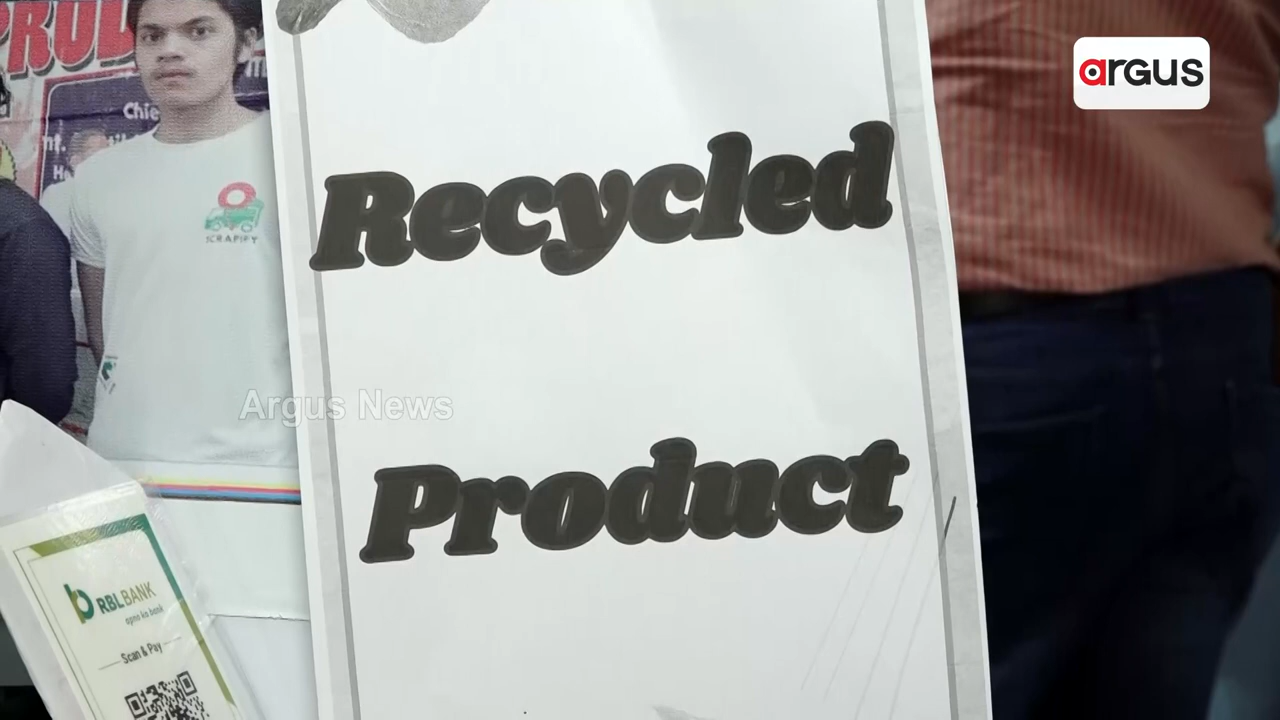 argus
Recycled
SCRAPIFY
Argus News
Product
RBL BANK
apno ka bank
Scan & Pay